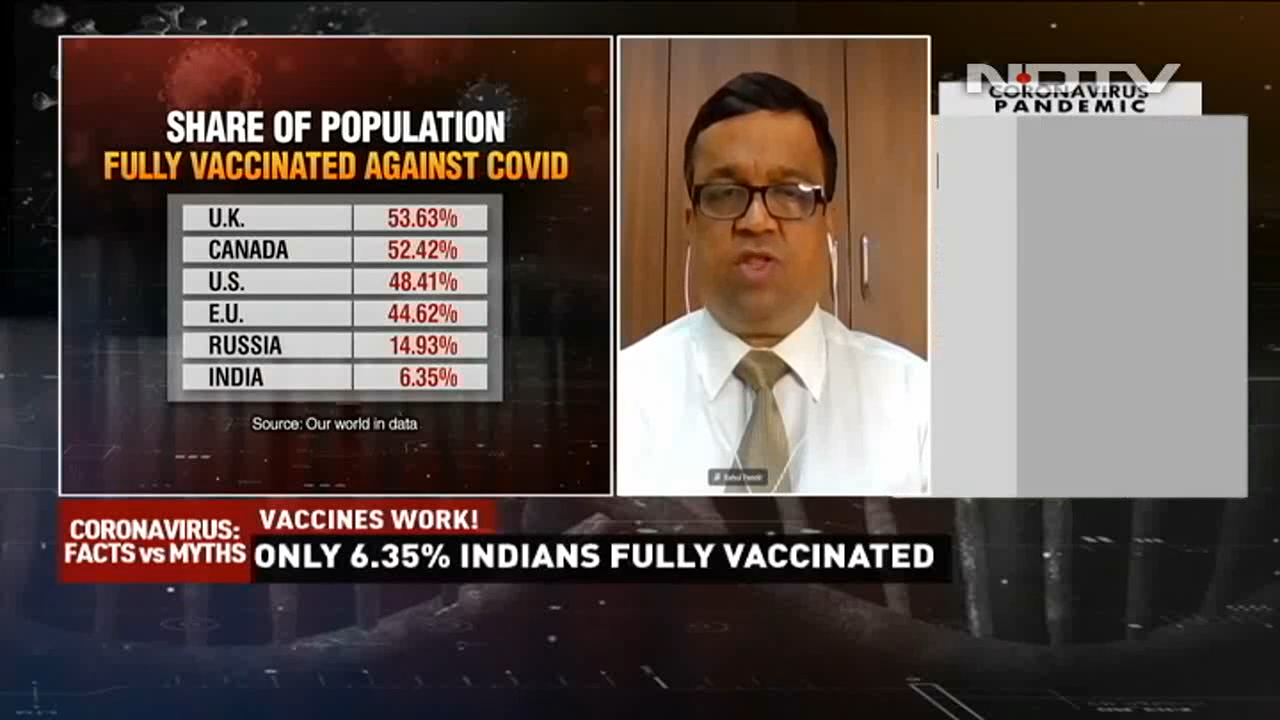 SHARE OF POPULATION
FULLY VACCINATED AGAINST COVID
U.K. 53.63%
CANADA 52.42%
U.S. 48.41%
E.U. 44.62%
RUSSIA 14.93%
INDIA 6.35%
Source: Our world in data
NDTV
CORONAVIRUS
PANDEMIC
CORONAVIRUS:
FACTS vs MYTHS
VACCINES WORK!
ONLY 6.35% INDIANS FULLY VACCINATED